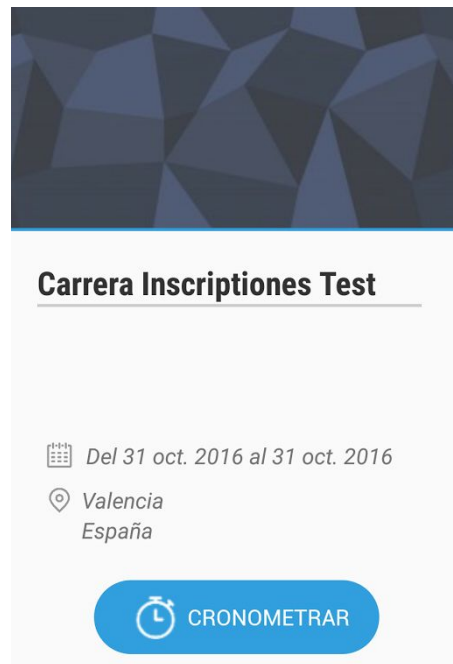 Carrera Inscriptiones Test
Del 31 oct. 2016 al 31 oct. 2016
Valencia
España
CRONOMETRAR